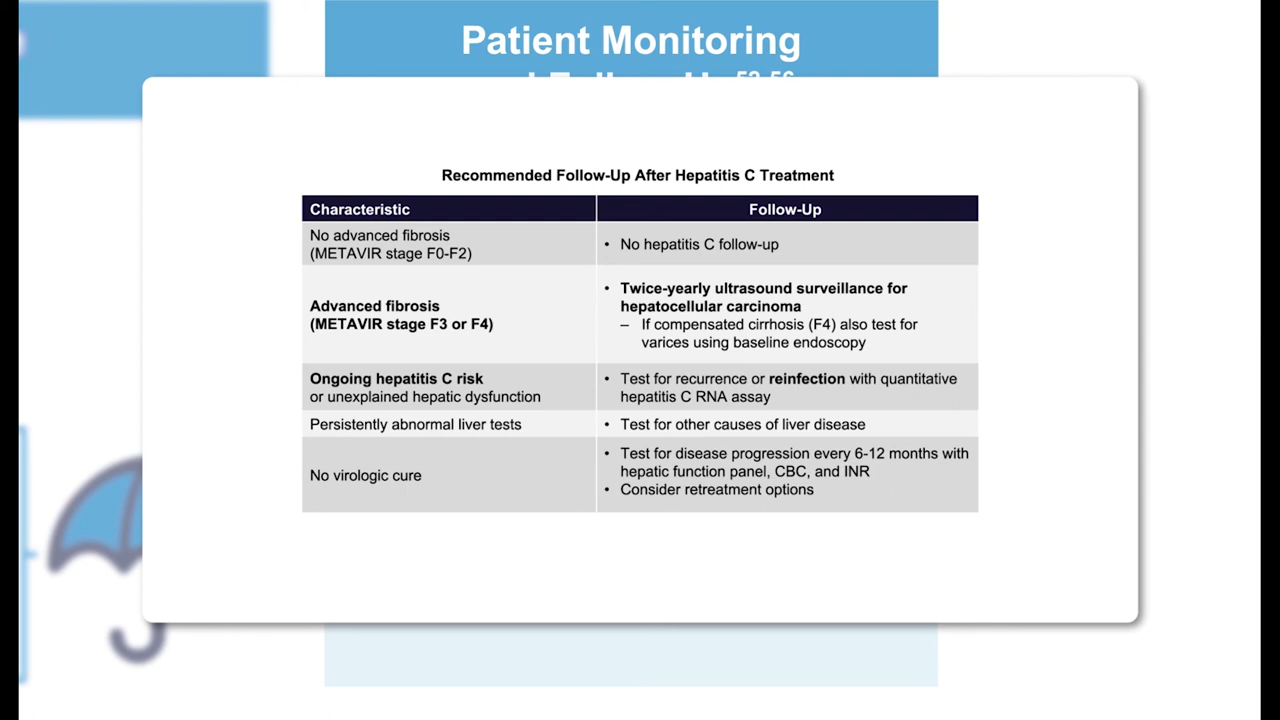 Patient Monitoring
Recommended Follow-Up After Hepatitis C Treatment
Characteristic
Follow-Up
No advanced fibrosis
(METAVIR stage F0-F2)
• No hepatitis C follow-up
Advanced fibrosis
(METAVIR stage F3 or F4)
• Twice-yearly ultrasound surveillance for
hepatocellular carcinoma
– If compensated cirrhosis (F4) also test for
varices using baseline endoscopy
Ongoing hepatitis C risk
or unexplained hepatic dysfunction
• Test for recurrence or reinfection with quantitative
hepatitis C RNA assay
Persistently abnormal liver tests
• Test for other causes of liver disease
No virologic cure
• Test for disease progression every 6-12 months with
hepatic function panel, CBC, and INR
• Consider retreatment options